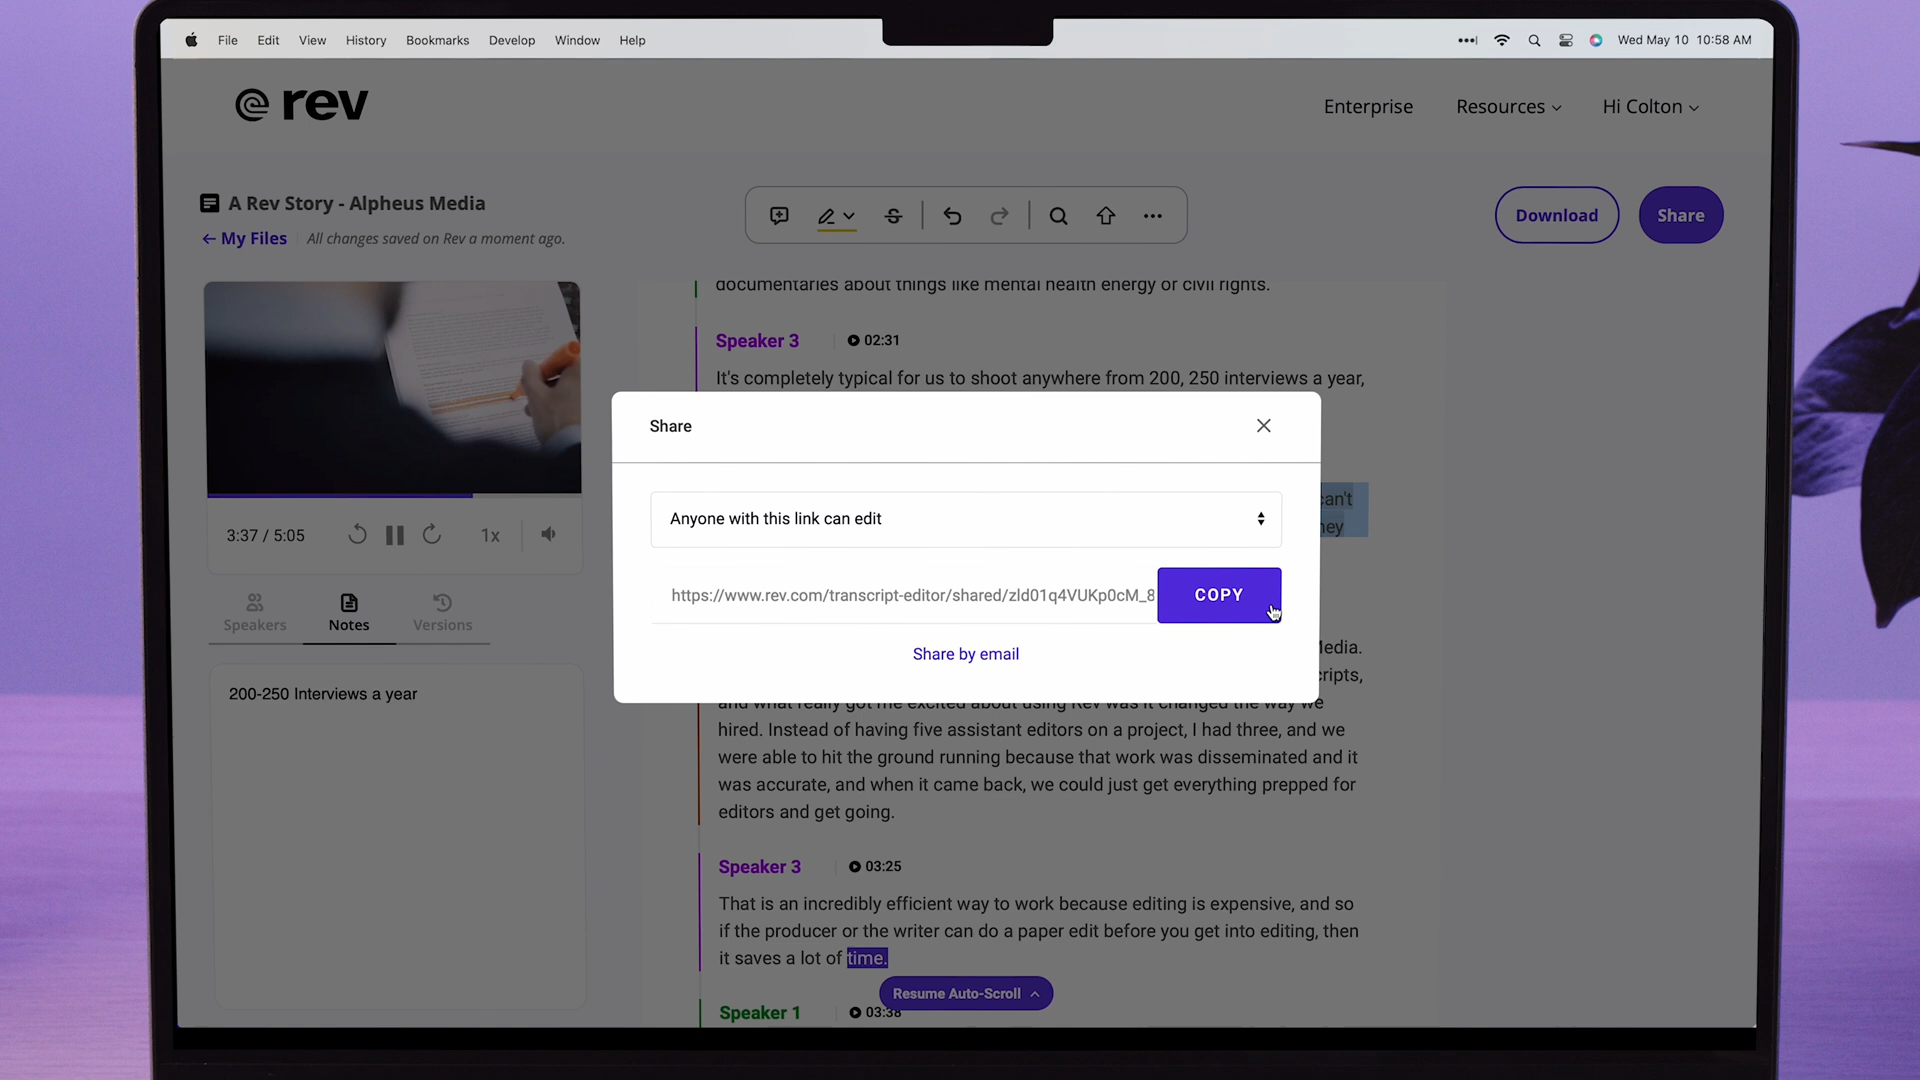 File Edit View History Bookmarks Develop Window Help
Wed May 10 10:58 AM
rev
Enterprise Resources Hi Colton
A Rev Story - Alpheus Media
← My Files All changes saved on Rev a moment ago.
Download Share
documentaries about things like mental health energy or civil rights.
Speaker 3 02:31
It's completely typical for us to shoot anywhere from 200, 250 interviews a year,
Share
can't
Anyone with this link can edit
3:37 / 5:05 1x
https://www.rev.com/transcript-editor/shared/zld01q4VUKp0cM_8
COPY
Speakers Notes Versions
Share by email
200-250 Interviews a year
and what really got me excited about using Rev was it changed the way we
hired. Instead of having five assistant editors on a project, I had three, and we
were able to hit the ground running because that work was disseminated and it
was accurate, and when it came back, we could just get everything prepped for
editors and get going.
Speaker 3 03:25
That is an incredibly efficient way to work because editing is expensive, and so
if the producer or the writer can do a paper edit before you get into editing, then
it saves a lot of time.
Resume Auto-Scroll
Speaker 1 03:38